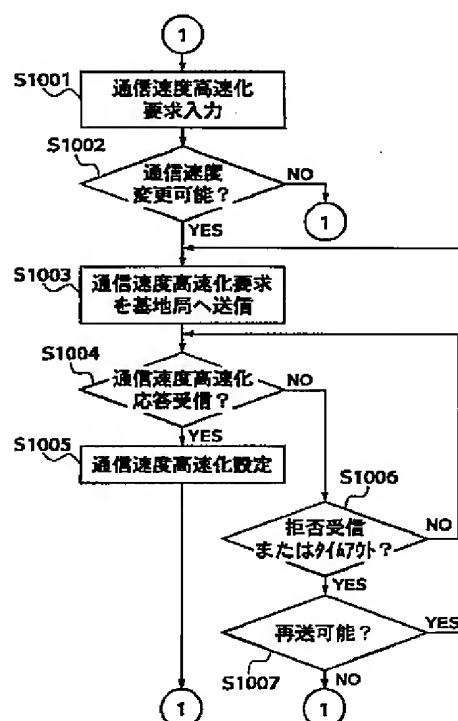 1
S1001
通信速度高速化
要求入力
S1002
通信速度
変更可能？
NO
1
YES
S1003
通信速度高速化要求
を基地局へ送信
S1004
通信速度高速化
応答受信？
NO
YES
S1005
通信速度高速化設定
S1006
拒否受信
またはタイムアウト？
NO
YES
再送可能？
YES
S1007
NO
1
1